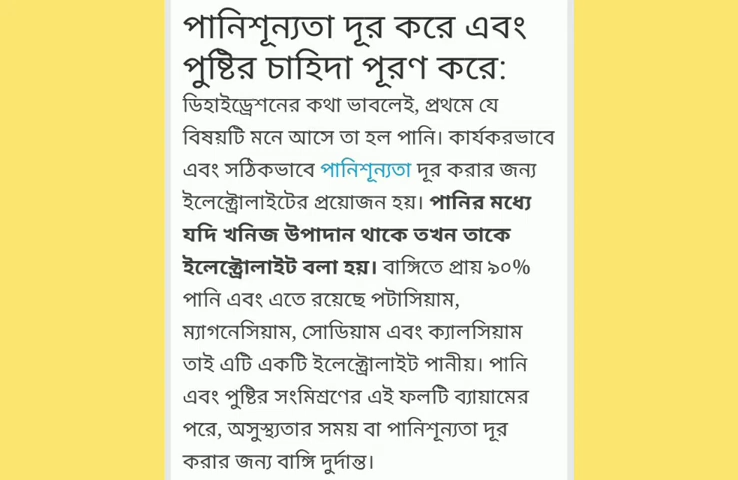 পানিশূন্যতা দূর করে এবং
পুষ্টির চাহিদা পূরণ করে:
ডিহাইড্রেশনের কথা ভাবলেই, প্রথমে যে
বিষয়টি মনে আসে তা হল পানি। কার্যকরভাবে
এবং সঠিকভাবে পানিশূন্যতা দূর করার জন্য
ইলেক্ট্রোলাইটের প্রয়োজন হয়। পানির মধ্যে
যদি খনিজ উপাদান থাকে তখন তাকে
ইলেক্ট্রোলাইট বলা হয়। বাঙ্গিতে প্রায় ৯০%
পানি এবং এতে রয়েছে পটাসিয়াম,
ম্যাগনেসিয়াম, সোডিয়াম এবং ক্যালসিয়াম
তাই এটি একটি ইলেক্ট্রোলাইট পানীয়। পানি
এবং পুষ্টির সংমিশ্রণের এই ফলটি ব্যায়ামের
পরে, অসুস্থ্যতার সময় বা পানিশূন্যতা দূর
করার জন্য বাঙ্গি দুর্দান্ত।